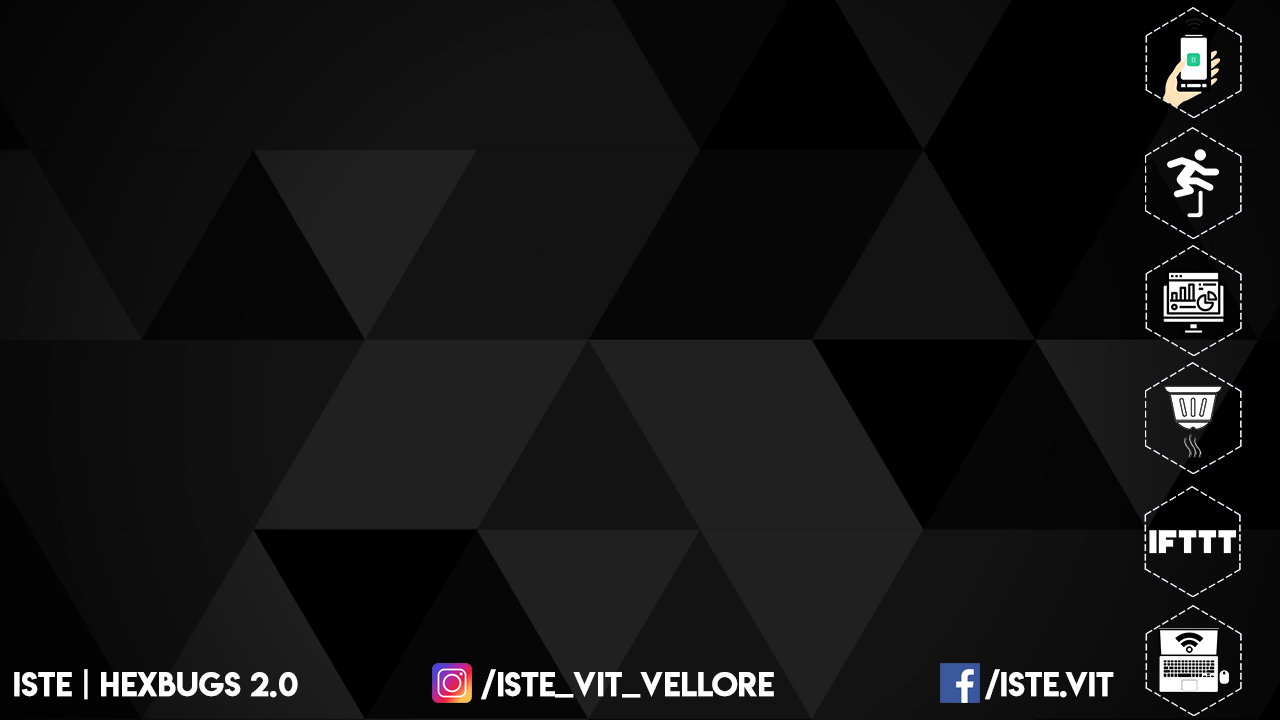 IFTTT
ISTE | HEXBUGS 2.0
/ISTE_VIT_VELLORE
/ISTE.VIT